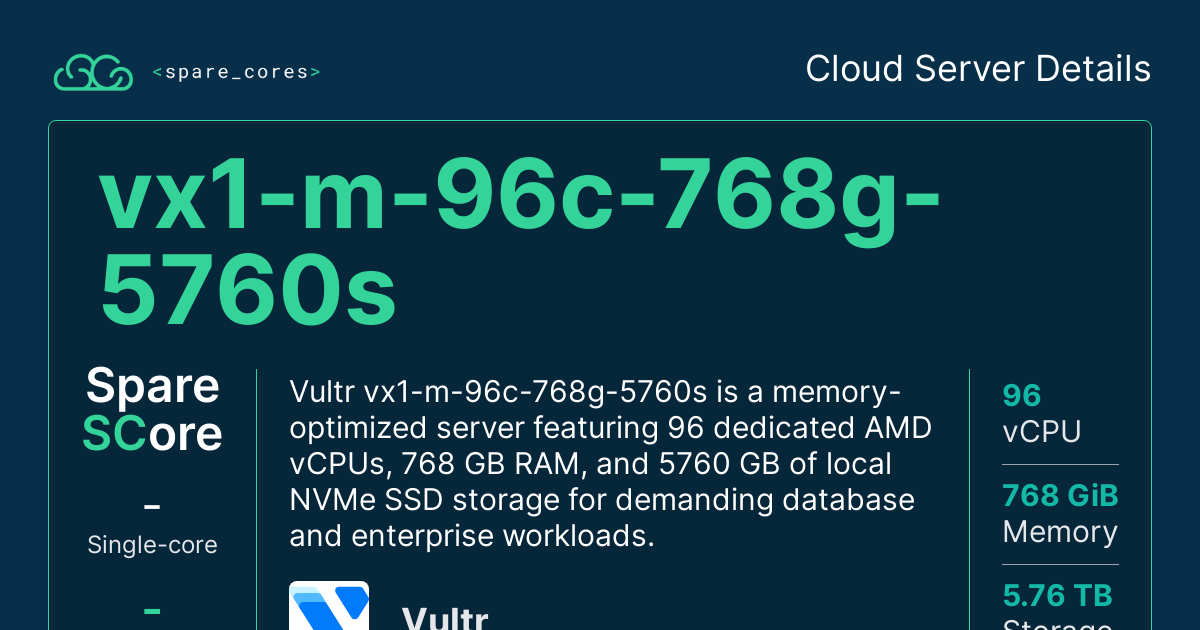 <spare_cores>
Cloud Server Details
vx1-m-96c-768g-
5760s
Spare
SCore
–
Single-core
–
Vultr vx1-m-96c-768g-5760s is a memory-
optimized server featuring 96 dedicated AMD
vCPUs, 768 GB RAM, and 5760 GB of local
NVMe SSD storage for demanding database
and enterprise workloads.
Vultr
96
vCPU
768 GiB
Memory
5.76 TB
Storage